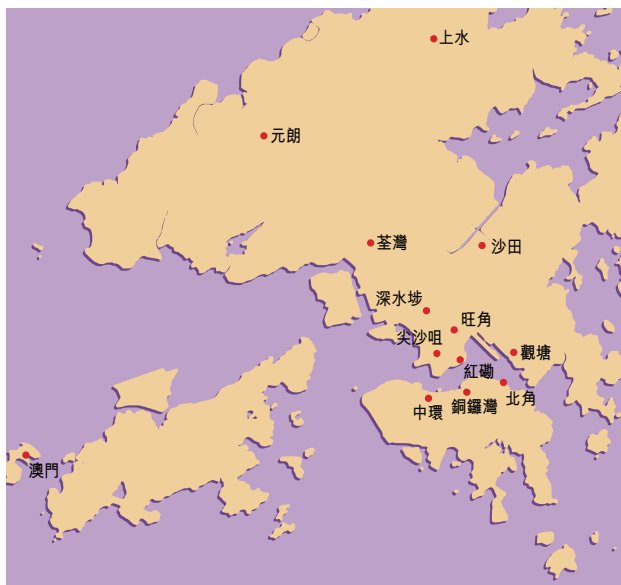 上水
元朗
荃灣
沙田
深水埗
旺角
尖沙咀
觀塘
紅磡
北角
銅鑼灣
中環
澳門